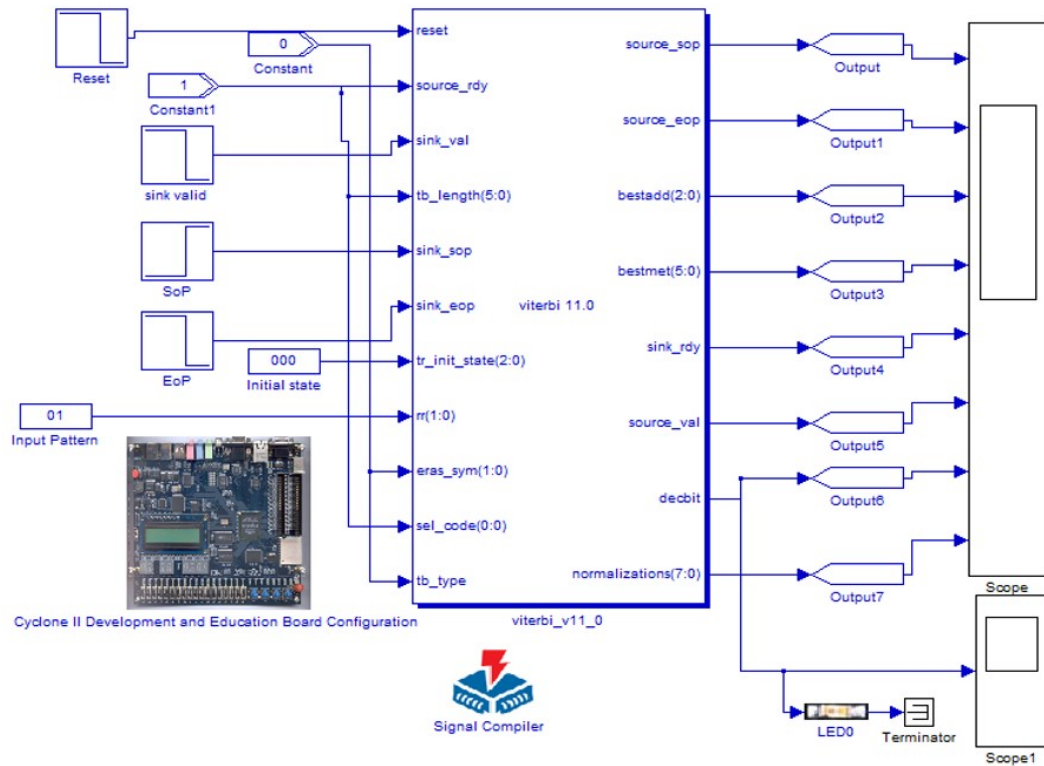 Reset
0
Constant
1
Constant1
sink valid
SoP
EoP
000
Initial state
01
Input Pattern
Cyclone II Development and Education Board Configuration
reset
source_rdy
sink_val
tb_length(5:0)
sink_sop
sink_eop
tr_init_state(2:0)
rr(1:0)
eras_sym(1:0)
sel_code(0:0)
tb_type
viterbi 11.0
source_sop
source_eop
bestadd(2:0)
bestmet(5:0)
sink_rdy
source_val
decbit
normalizations(7:0)
viterbi_v11_0
Signal Compiler
Output
Output1
Output2
Output3
Output4
Output5
Output6
Output7
Scope
LED0
Terminator
Scope1